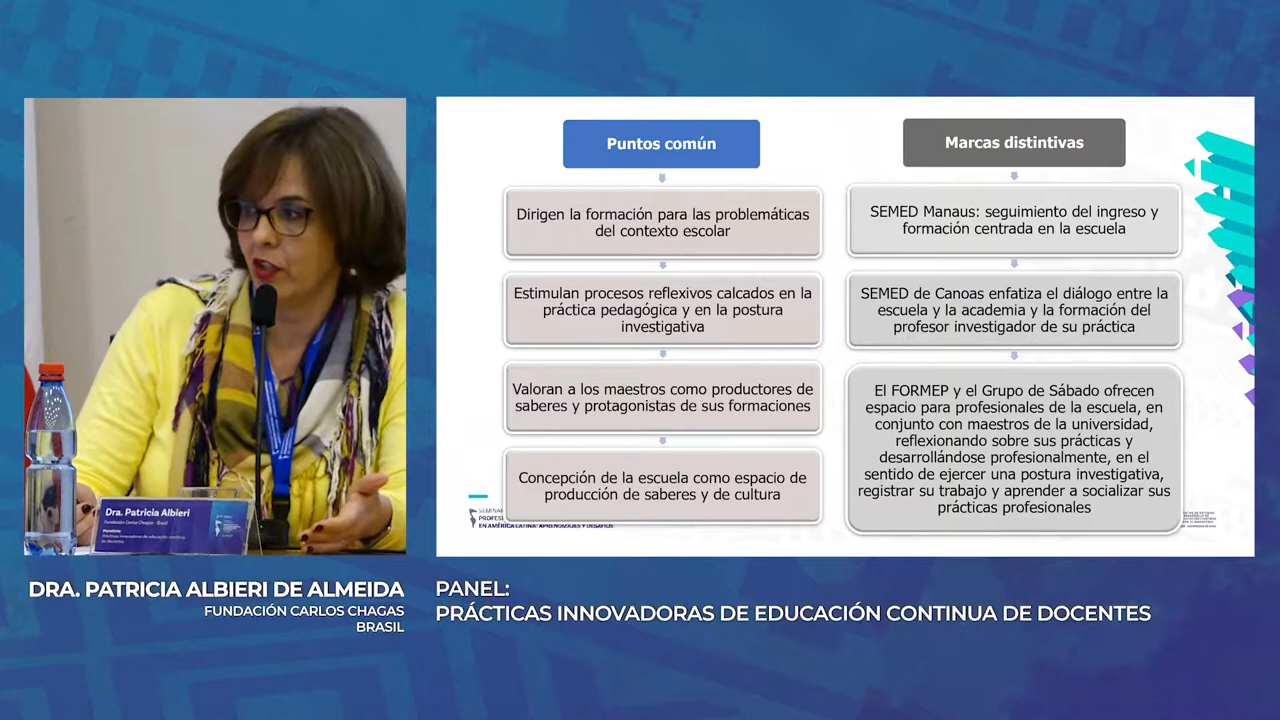 Puntos común
Dirigen la formación para las problemáticas
del contexto escolar
Estimulan procesos reflexivos calcados en la
práctica pedagógica y en la postura
investigativa
Valoran a los maestros como productores de
saberes y protagonistas de sus formaciones
Concepción de la escuela como espacio de
producción de saberes y de cultura
Marcas distintivas
SEMED Manaus: seguimiento del ingreso y
formación centrada en la escuela
SEMED de Canoas enfatiza el diálogo entre la
escuela y la academia y la formación del
profesor investigador de su práctica
El FORMEP y el Grupo de Sábado ofrecen
espacio para profesionales de la escuela, en
conjunto con maestros de la universidad,
reflexionando sobre sus prácticas y
desarrollándose profesionalmente, en el
sentido de ejercer una postura investigativa,
registrar su trabajo y aprender a socializar sus
prácticas profesionales
EN AMÉRICA LATINA: APRENDIZAJES Y DESAFÍOS
Dra. Patricia Albieri
Fundación Carlos Chagas - Brasil
Prácticas innovadoras de educación continua
de docentes
DRA. PATRICIA ALBIERI DE ALMEIDA
FUNDACIÓN CARLOS CHAGAS
BRASIL
PANEL:
PRÁCTICAS INNOVADORAS DE EDUCACIÓN CONTINUA DE DOCENTES